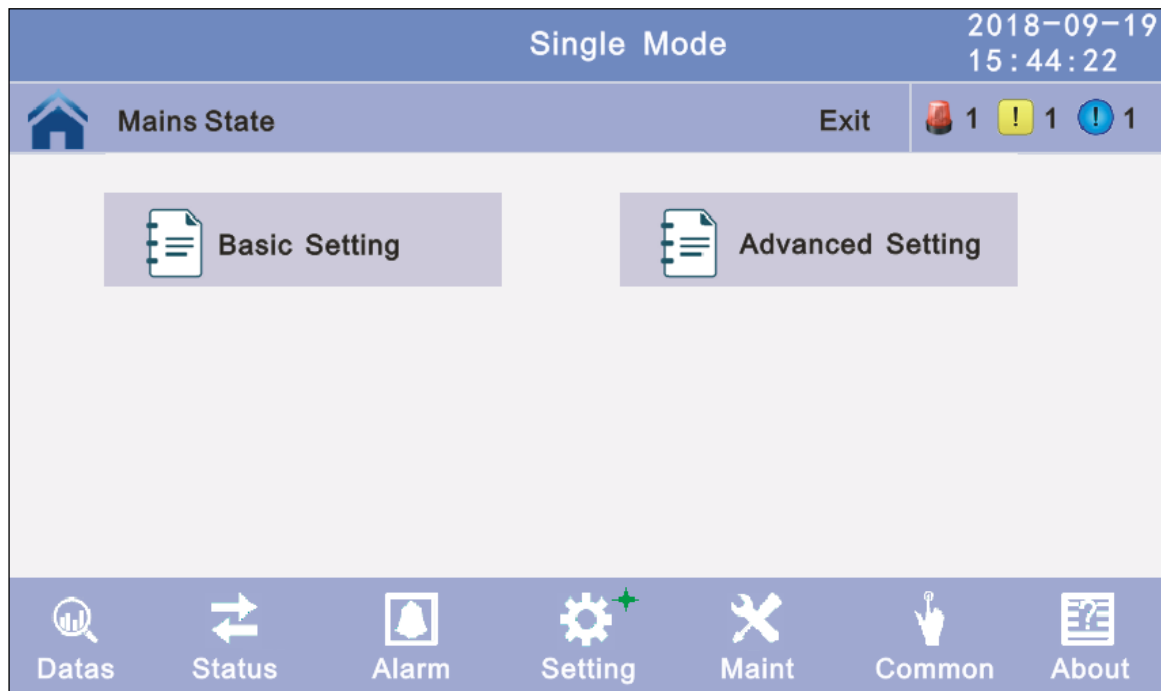 Single Mode
2018-09-19
15:44:22
Mains State
Exit
1
! 1
! 1
Basic Setting
Advanced Setting
Datas
Status
Alarm
Setting
Maint
Common
?
About